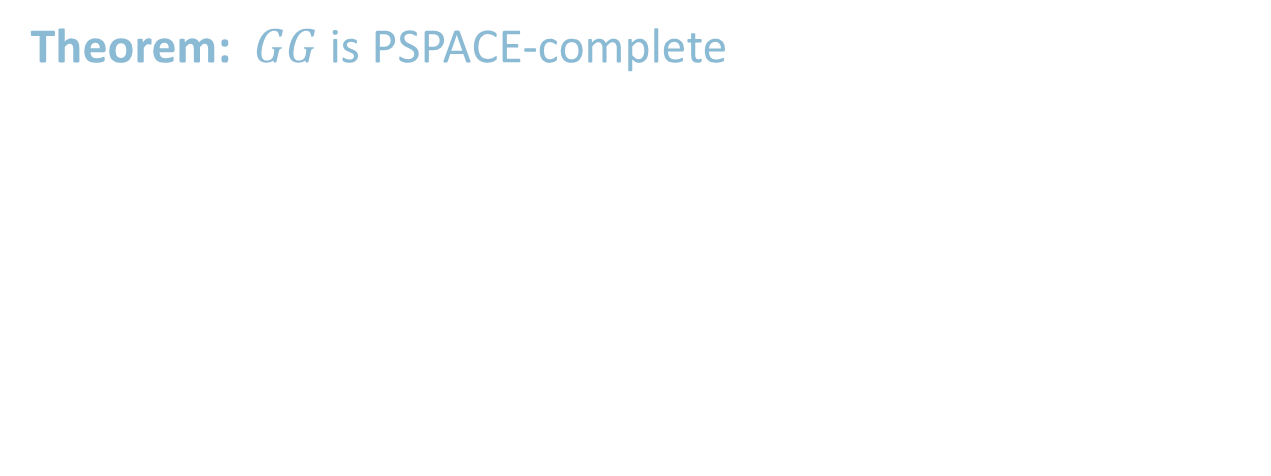 Theorem: 𝐺𝐺 is PSPACE-complete